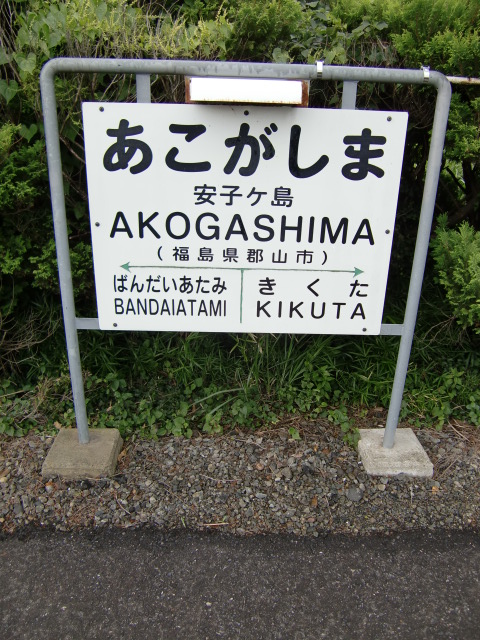 あこがしま
安子ケ島
AKOGASHIMA
(福島県郡山市)
ばんだいあたみ きくた
BANDAIATAMI KIKUTA